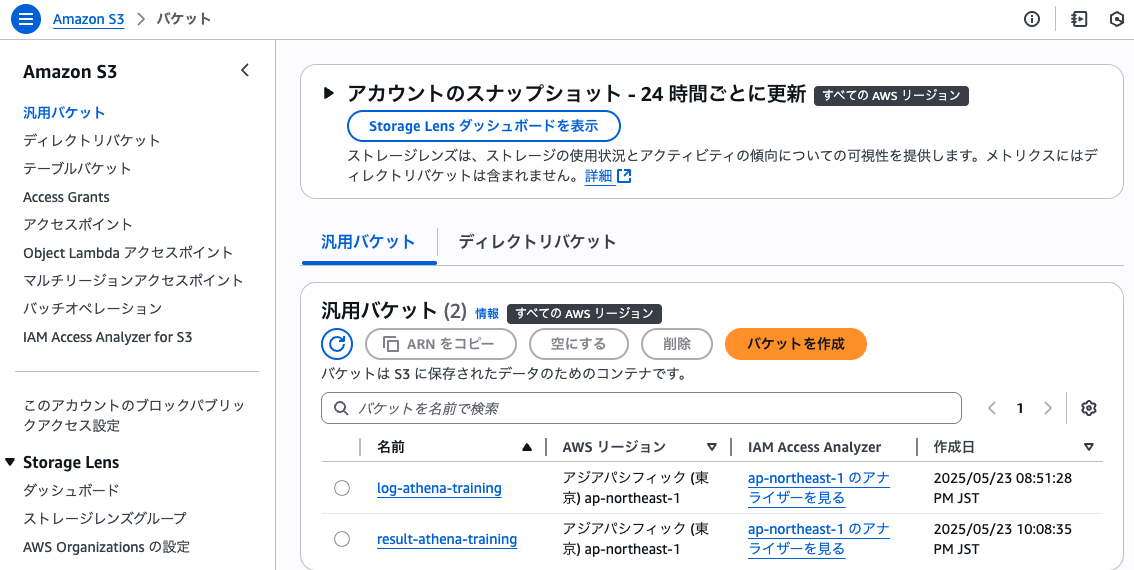 Amazon S3 > バケット
Amazon S3
汎用バケット
ディレクトリバケット
テーブルバケット
Access Grants
アクセスポイント
Object Lambda アクセスポイント
マルチリージョンアクセスポイント
バッチオペレーション
IAM Access Analyzer for S3
このアカウントのブロックパブリッ
クアクセス設定
Storage Lens
ダッシュボード
ストレージレンズグループ
AWS Organizations の設定
アカウントのスナップショット - 24 時間ごとに更新 すべての AWS リージョン
Storage Lens ダッシュボードを表示
ストレージレンズは、ストレージの使用状況とアクティビティの傾向についての可視性を提供します。メトリクスにはデ
ィレクトリバケットは含まれません。詳細
汎用バケット ディレクトリバケット
汎用バケット (2) 情報 すべての AWS リージョン
ARN をコピー 空にする 削除 バケットを作成
バケットは S3 に保存されたデータのためのコンテナです。
バケットを名前で検索 1
名前 AWS リージョン IAM Access Analyzer 作成日
log-athena-training アジアパシフィック (東 ap-northeast-1 のアナ 2025/05/23 08:51:28
京) ap-northeast-1 ライザーを見る PM JST
result-athena-training アジアパシフィック (東 ap-northeast-1 のアナ 2025/05/23 10:08:35
京) ap-northeast-1 ライザーを見る PM JST